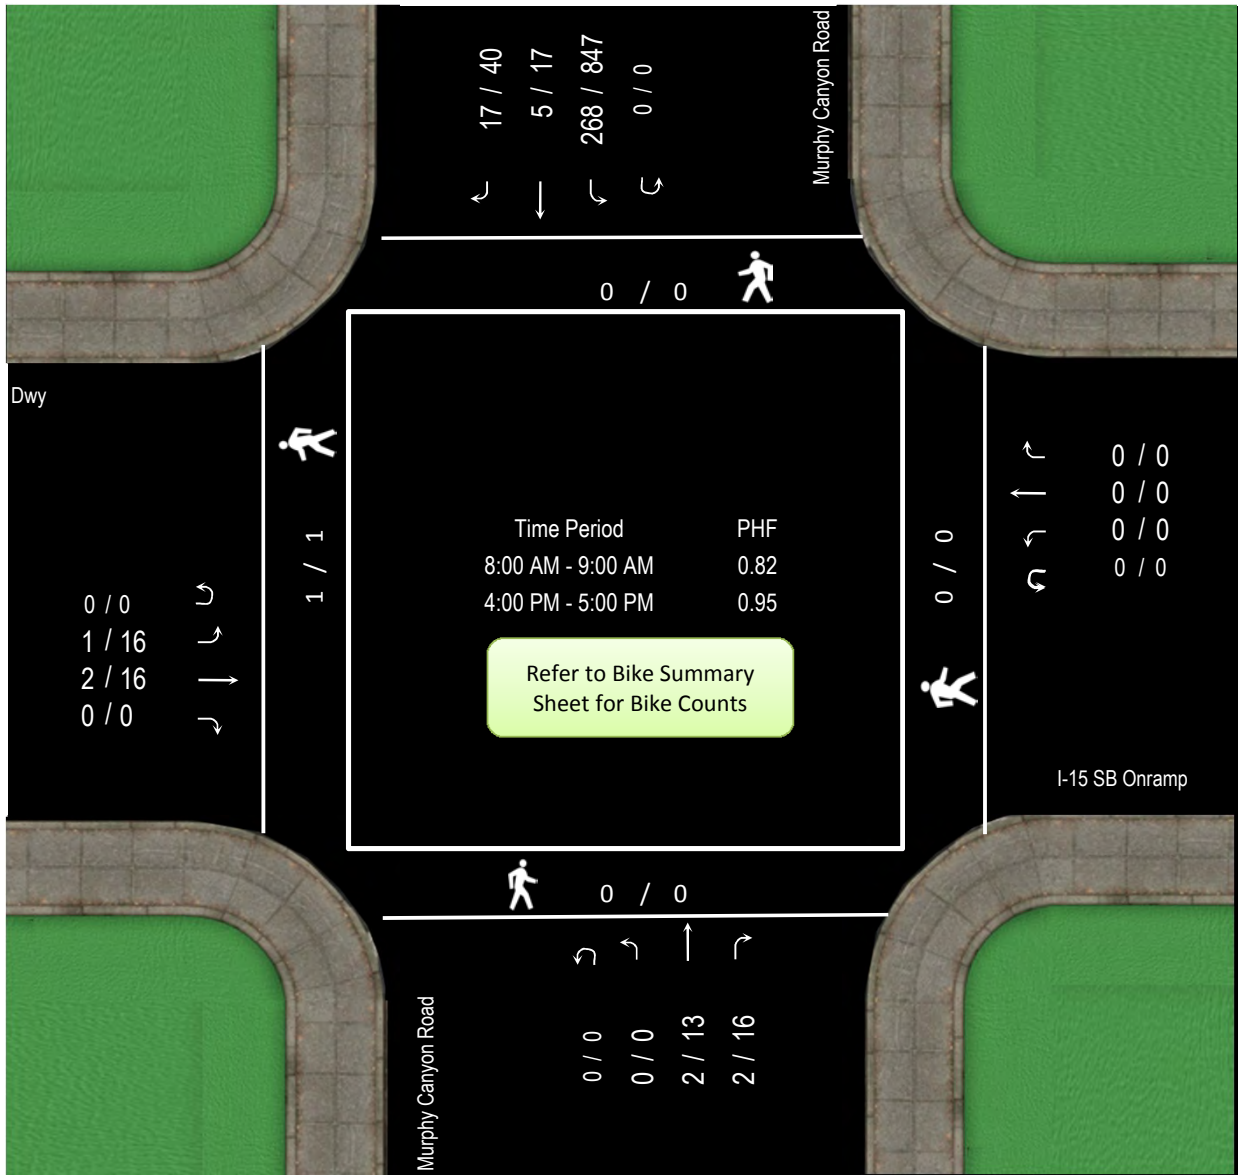 17 / 40
5 / 17
268 / 847
0 / 0
Murphy Canyon Road
0 / 0
Dwy
1 / 1
0 / 0
1 / 16
2 / 16
0 / 0
Time Period PHF
8:00 AM - 9:00 AM 0.82
4:00 PM - 5:00 PM 0.95
Refer to Bike Summary
Sheet for Bike Counts
0 / 0
0 / 0
0 / 0
0 / 0
0 / 0
I-15 SB Onramp
0 / 0
Murphy Canyon Road
0 / 0
0 / 0
2 / 13
2 / 16